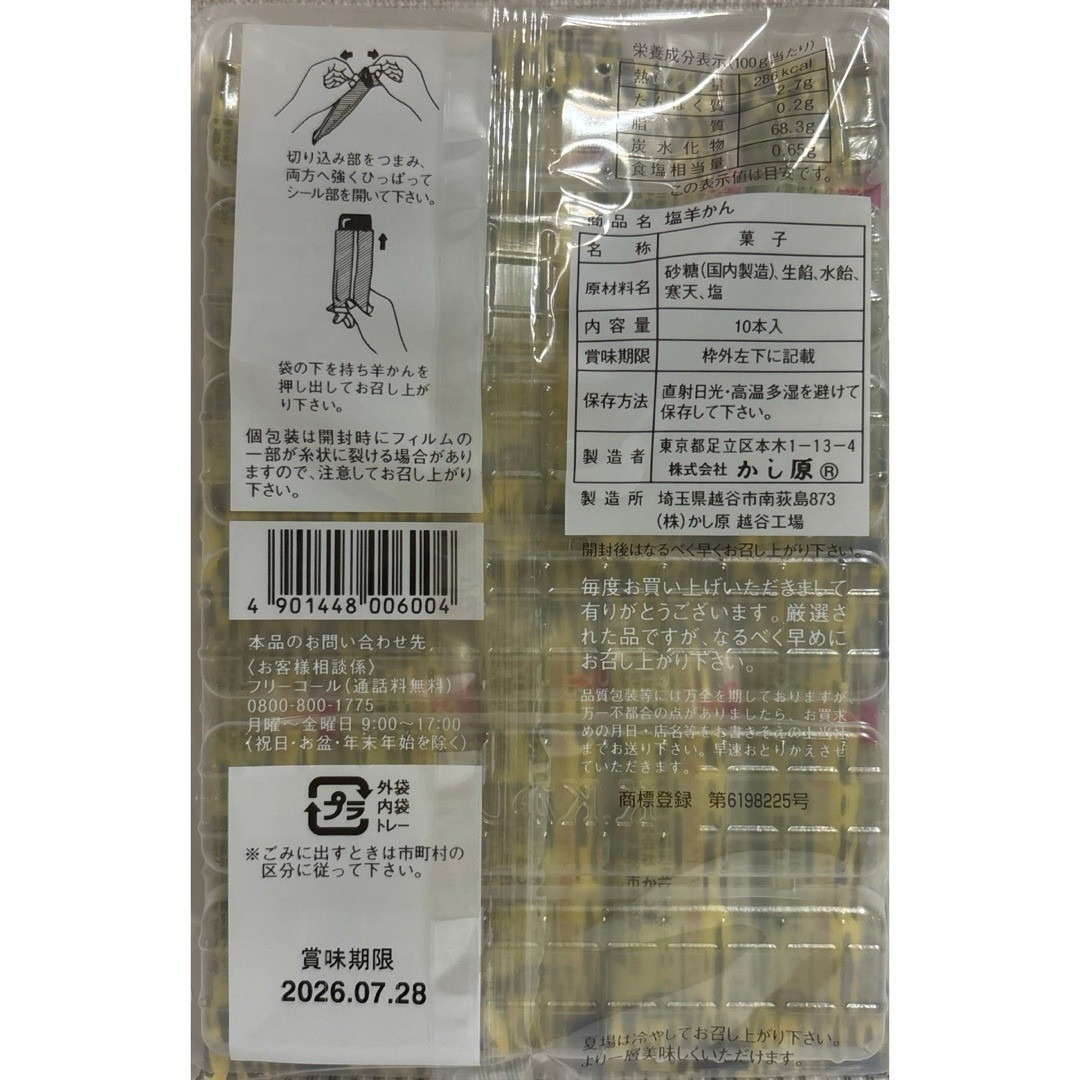 切り込み部をつまみ、
両方へ強くひっぱって
シール部を開いて下さい。
袋の下を持ち羊かんを
押し出してお召し上が
り下さい。
個包装は開封時にフィルムの
一部が糸状に裂ける場合があり
ますので、注意してお召し上がり
下さい。
4 901448 006004
本品のお問い合わせ先
〈お客様相談係〉
フリーコール(通話料無料)
0800-800-1775
月曜〜金曜日 9:00〜17:00
(祝日・お盆・年末年始を除く)
プラ
外袋
内袋
トレー
※ごみに出すときは市町村の
区分に従って下さい。
賞味期限
2026.07.28
栄養成分表示(100g当たり)
熱量 286kcal
たんぱく質 2.7g
脂質 0.2g
炭水化物 68.3g
食塩相当量 0.65g
この表示値は目安です。
商品名 塩羊かん
名称 菓子
原材料名 砂糖(国内製造)、生餡、水飴、
寒天、塩
内容量 10本入
賞味期限 枠外左下に記載
保存方法 直射日光・高温多湿を避けて
保存して下さい。
製造者 東京都足立区本木1-13-4
株式会社 かし原®
製造所 埼玉県越谷市南荻島873
(株)かし原 越谷工場
開封後はなるべく早くお召し上がり下さい。
毎度お買い上げいただきまして
有りがとうございます。厳選さ
れた品ですが、なるべく早めに
お召し上がり下さい。
品質包装等には万全を期しておりますが
万一不都合の点がありましたら、お買求
めの月日・店名等をお書きそえの上当社
までお送り下さい。早速おとりかえさせ
ていただきます。
商標登録 第6198225号
夏場は冷やしてお召し上がり下さい。
より一層美味しくいただけます。